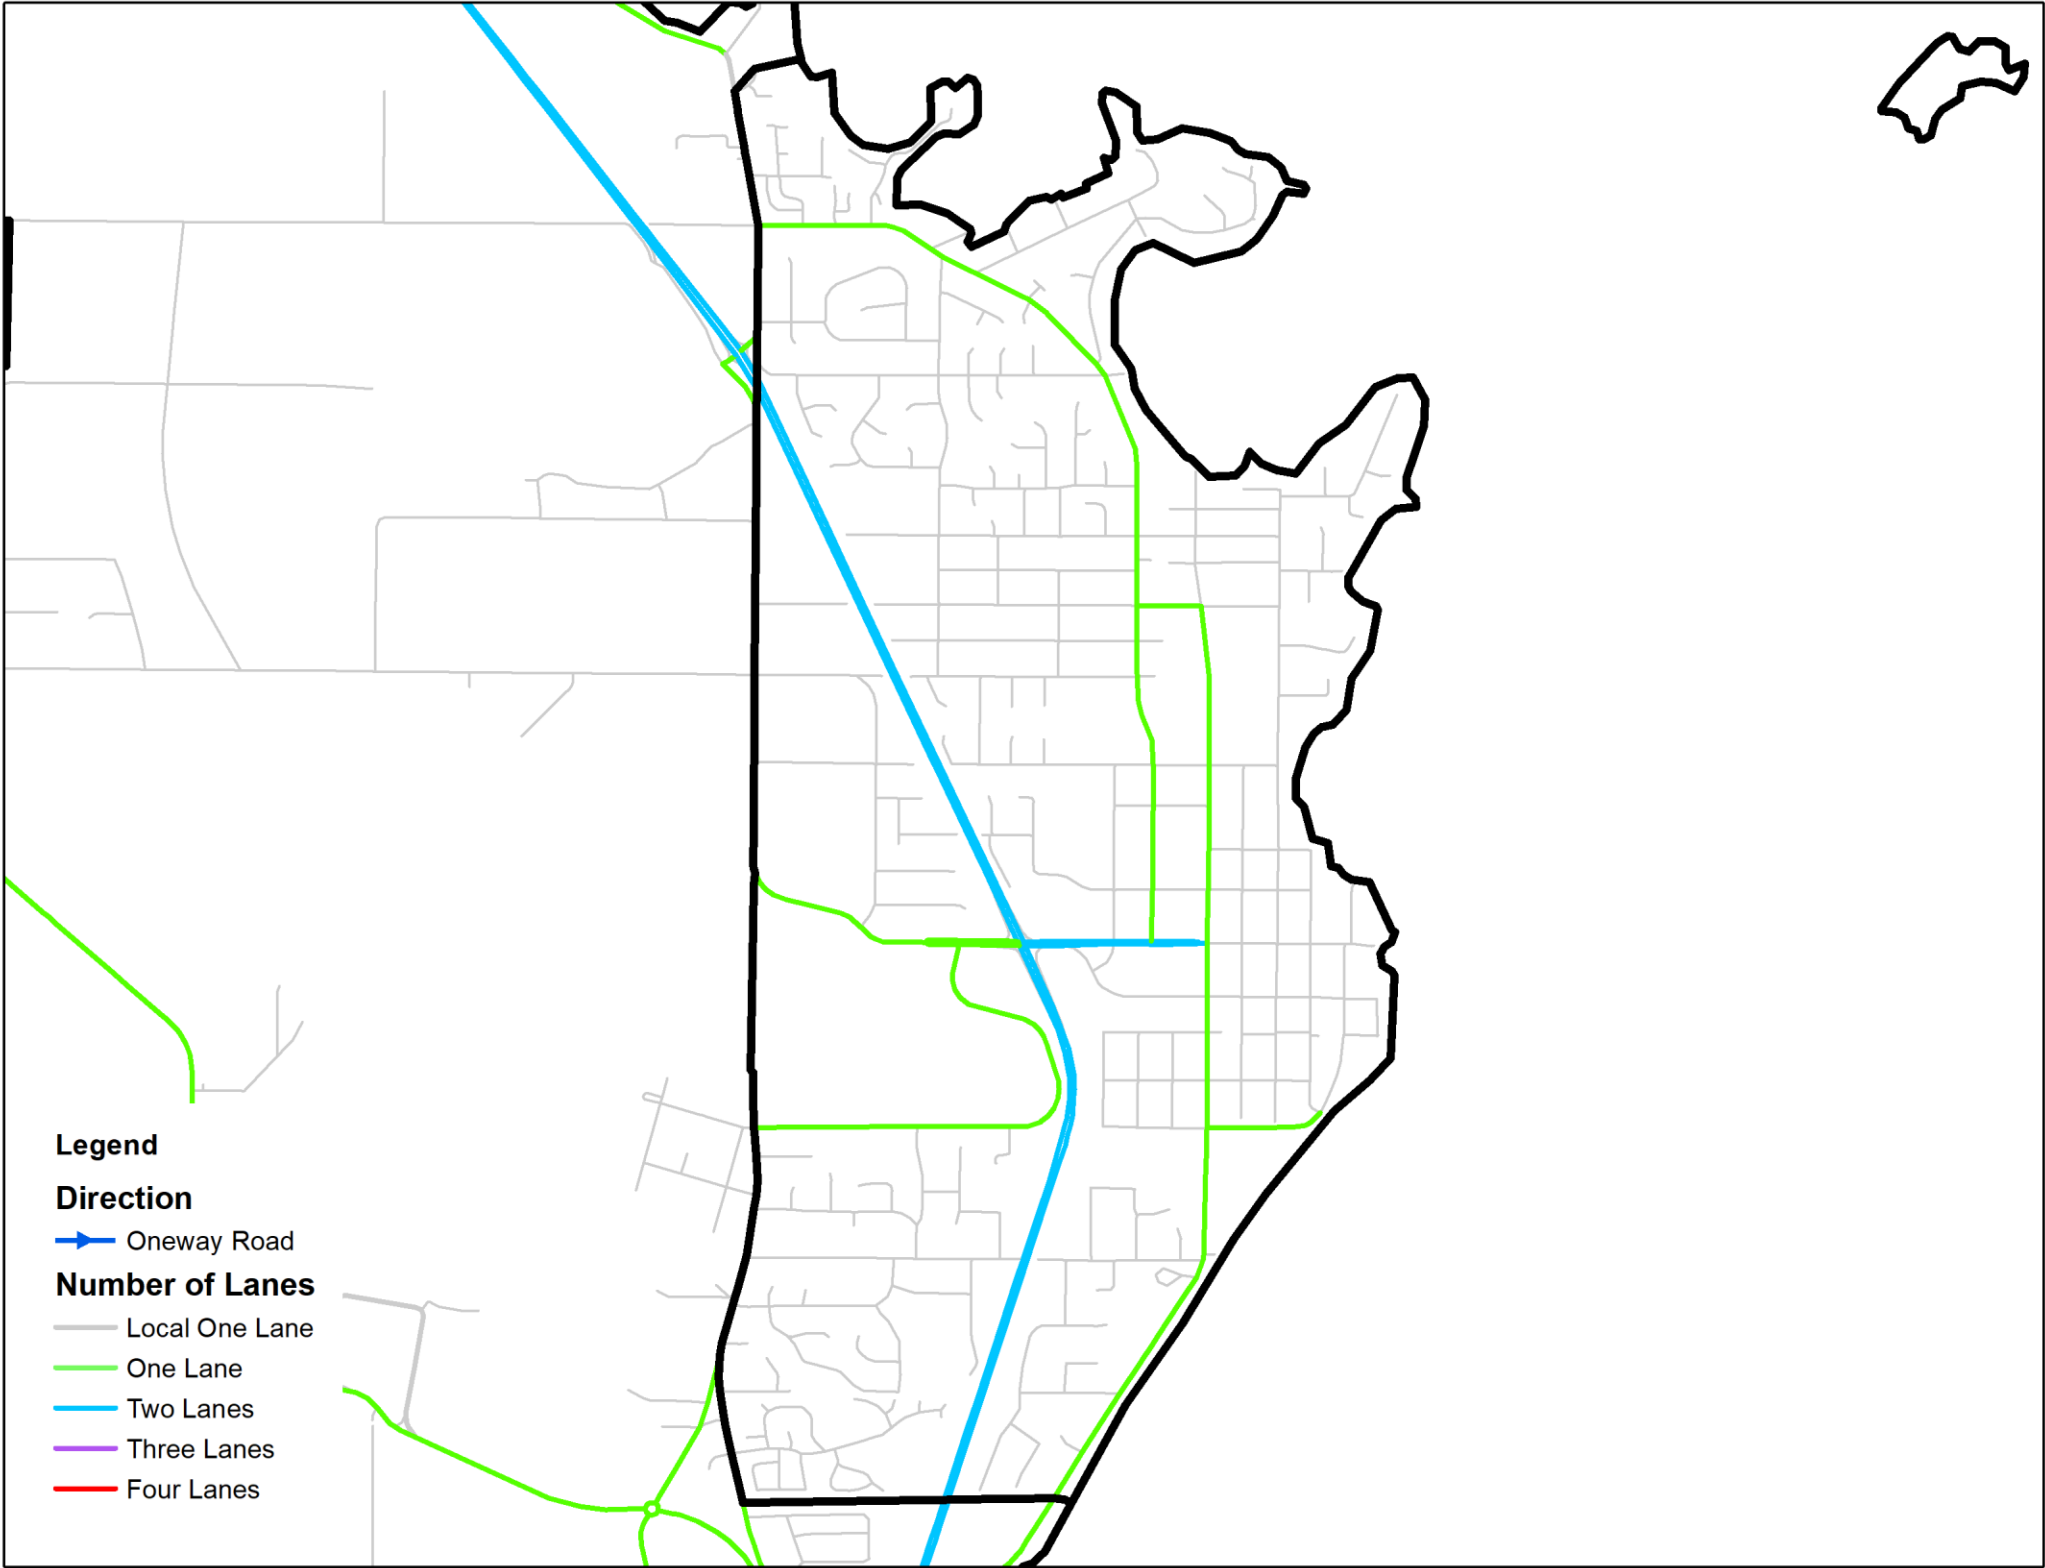 Legend
Direction
Oneway Road
Number of Lanes
Local One Lane
One Lane
Two Lanes
Three Lanes
Four Lanes